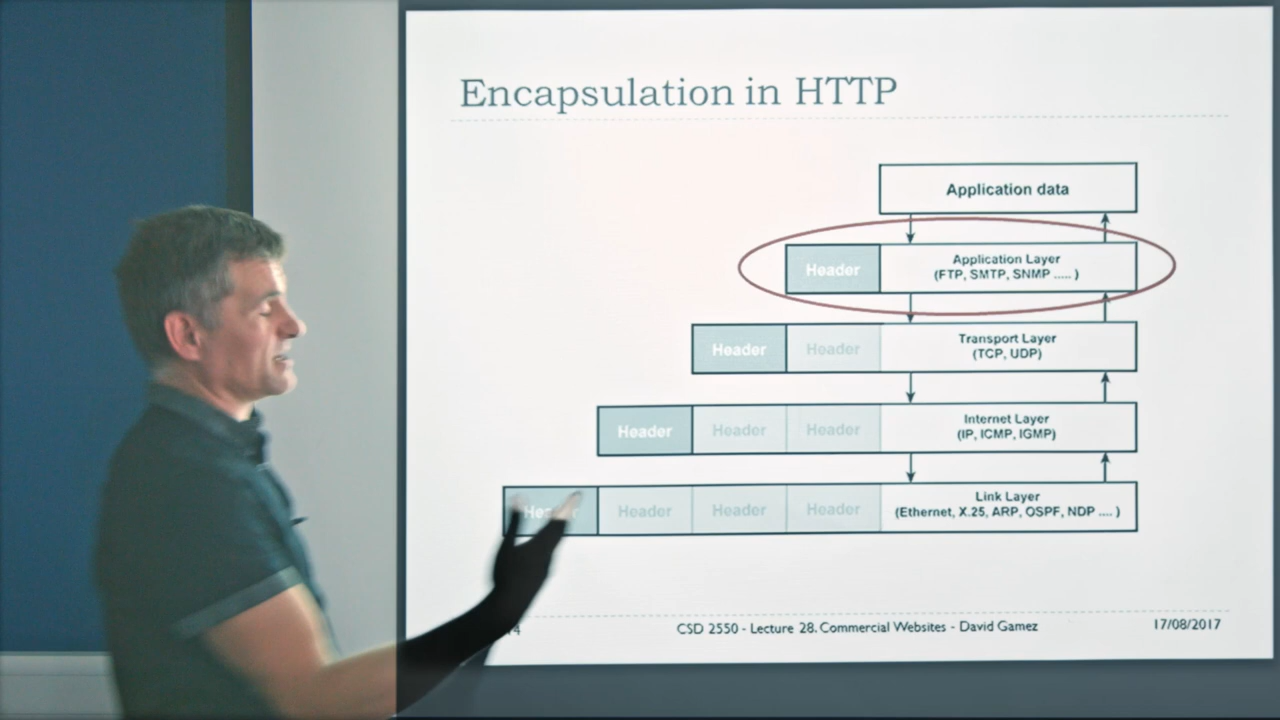 Encapsulation in HTTP
Application data
Header
Application Layer
(FTP, SMTP, SNMP ..... )
Header
Header
Transport Layer
(TCP, UDP)
Header
Header
Header
Internet Layer
(IP, ICMP, IGMP)
Header
Header
Header
Link Layer
(Ethernet, X.25, ARP, OSPF, NDP .... )
CSD 2550 - Lecture 28. Commercial Websites - David Gamez
17/08/2017